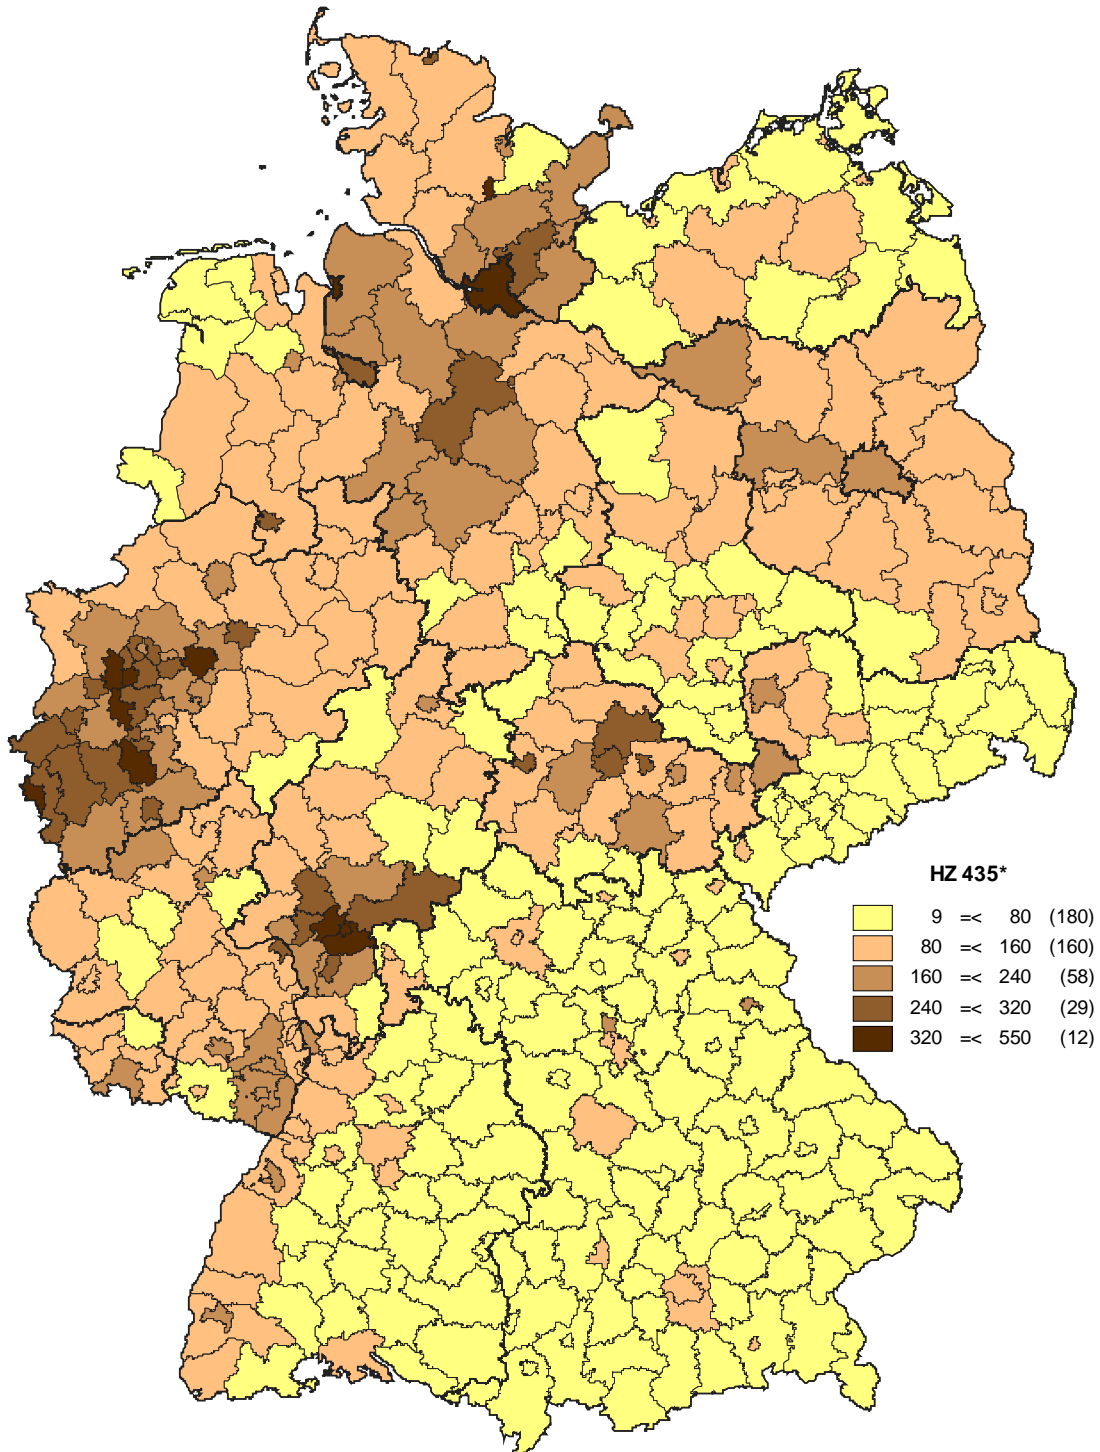 HZ 435*
9 =< 80 (180)
80 =< 160 (160)
160 =< 240 (58)
240 =< 320 (29)
320 =< 550 (12)